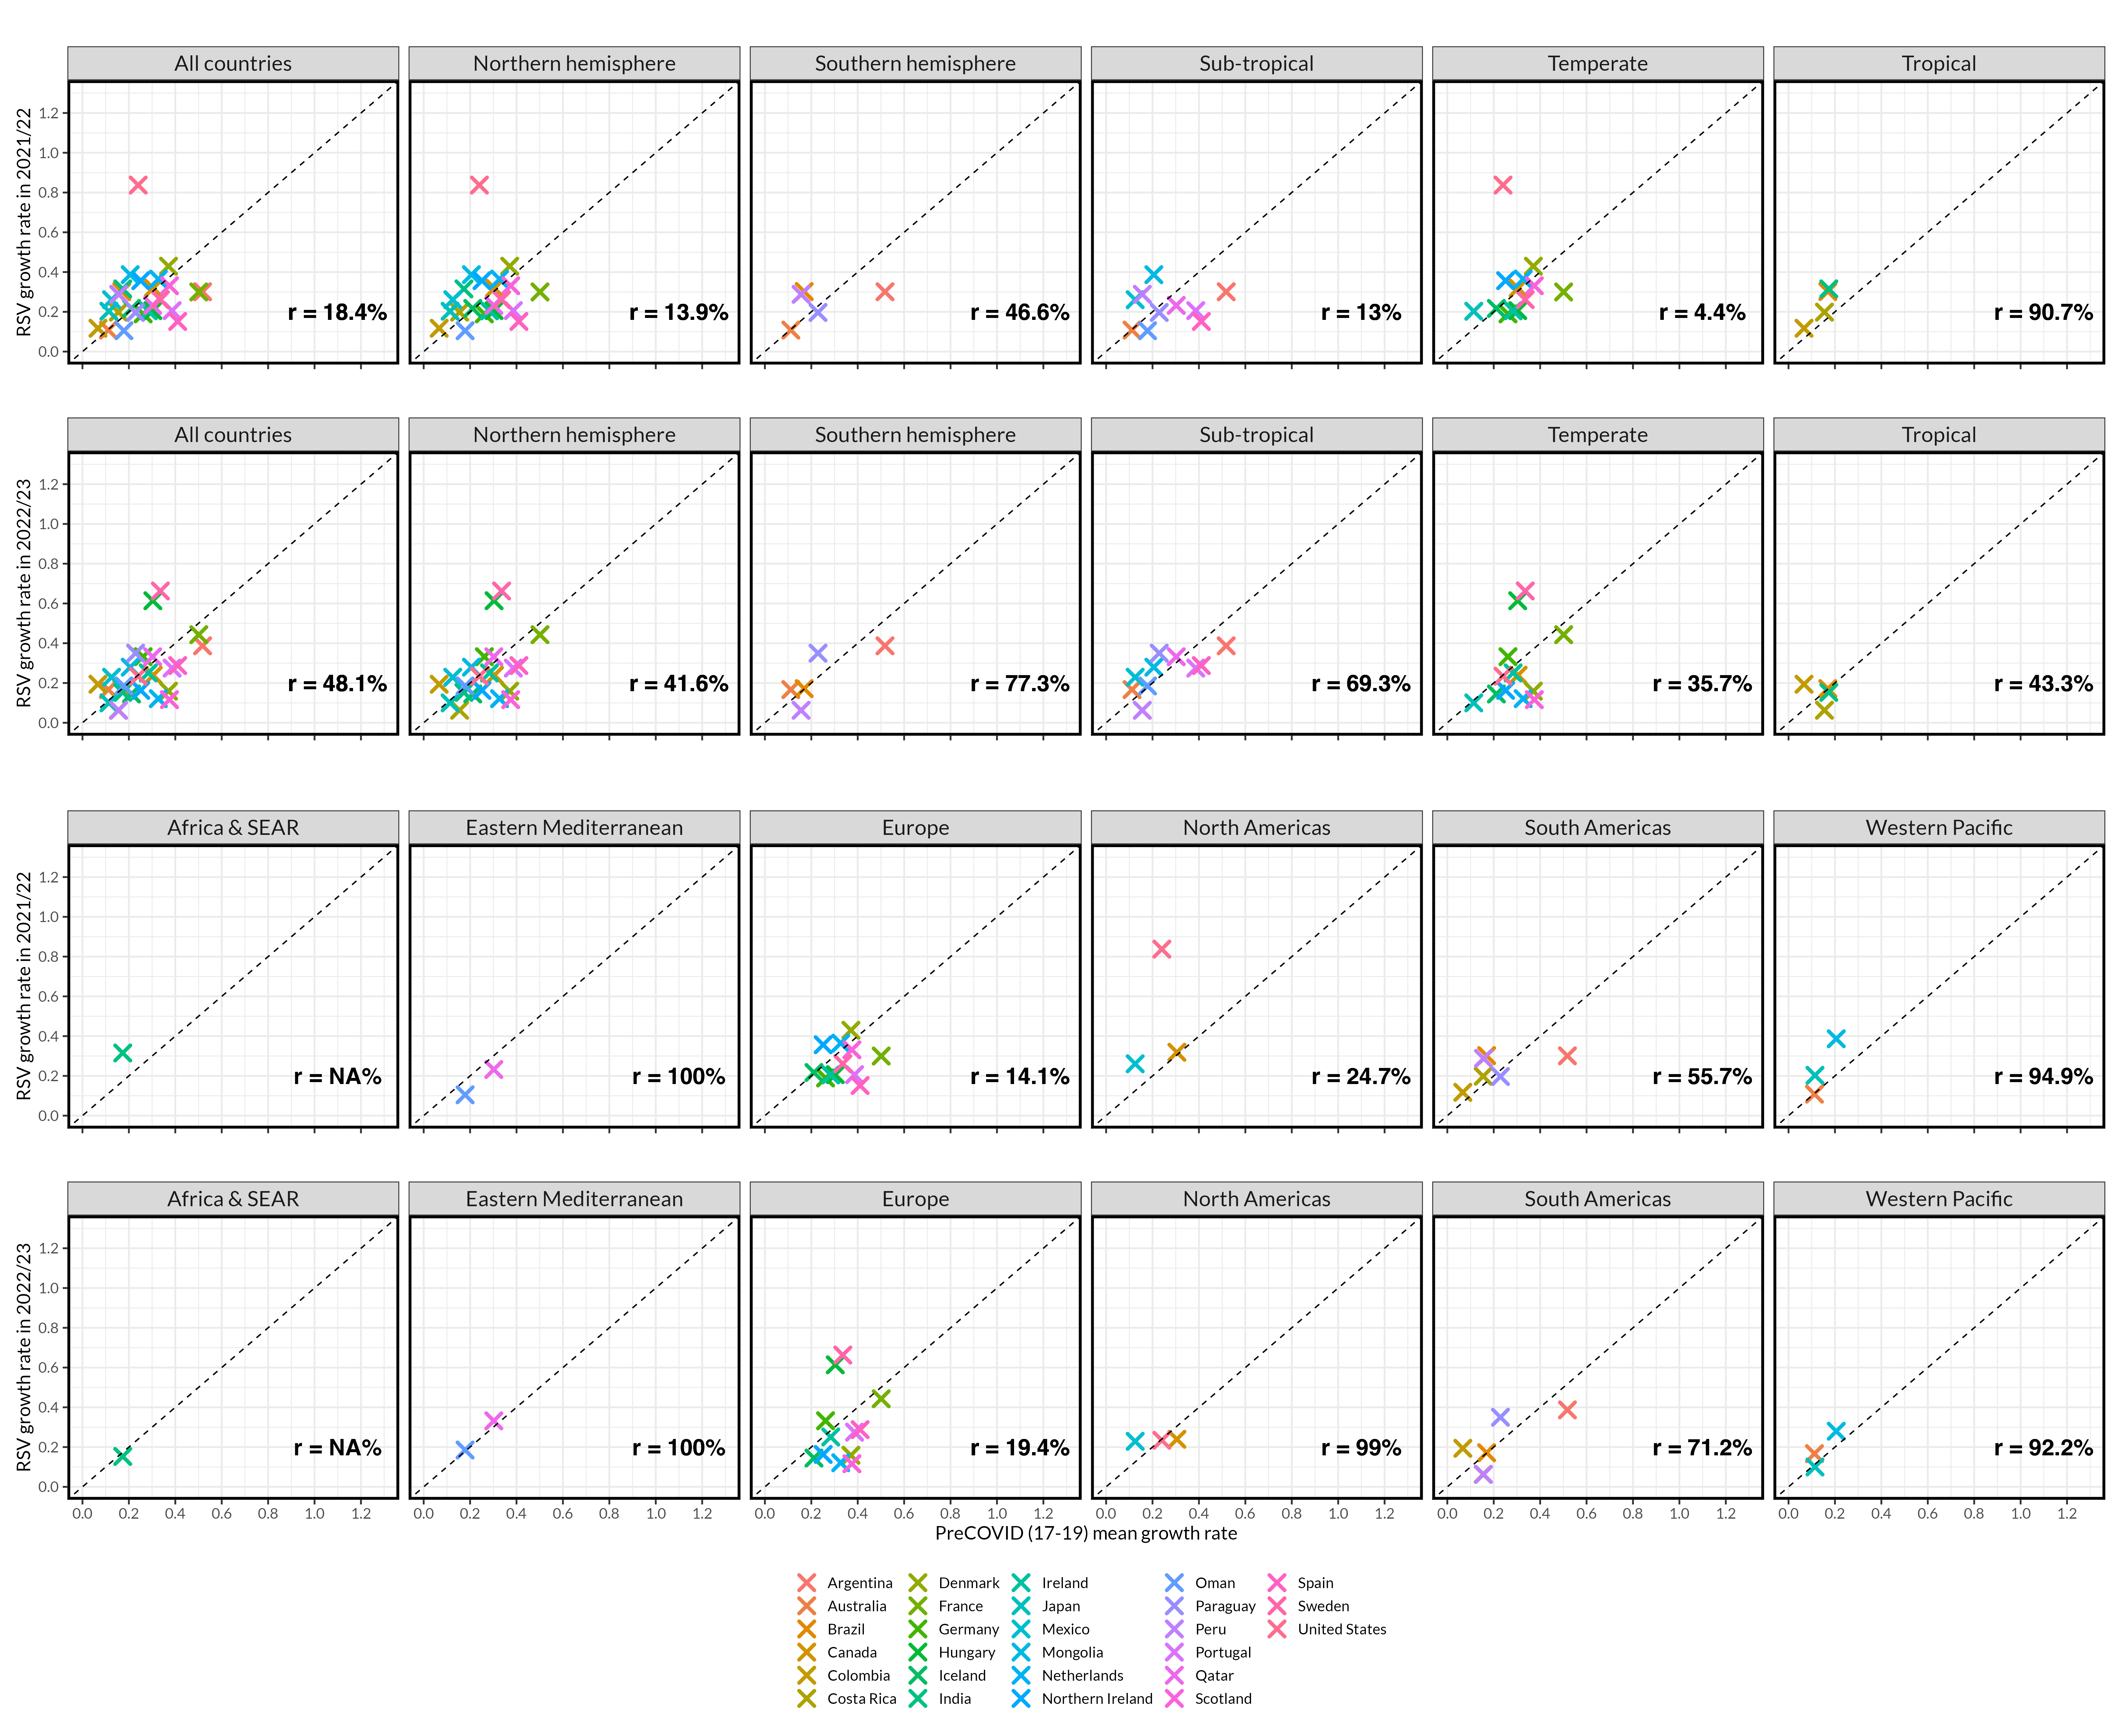 All countries Northern hemisphere Southern hemisphere Sub-tropical Temperate Tropical
RSV growth rate in 2021/22
1.2
1.0
0.8
0.6
0.4
0.2
0.0
r = 18.4% r = 13.9% r = 46.6% r = 13% r = 4.4% r = 90.7%
All countries Northern hemisphere Southern hemisphere Sub-tropical Temperate Tropical
RSV growth rate in 2022/23
1.2
1.0
0.8
0.6
0.4
0.2
0.0
r = 48.1% r = 41.6% r = 77.3% r = 69.3% r = 35.7% r = 43.3%
Africa & SEAR Eastern Mediterranean Europe North Americas South Americas Western Pacific
RSV growth rate in 2021/22
1.2
1.0
0.8
0.6
0.4
0.2
0.0
r = NA% r = 100% r = 14.1% r = 24.7% r = 55.7% r = 94.9%
Africa & SEAR Eastern Mediterranean Europe North Americas South Americas Western Pacific
RSV growth rate in 2022/23
1.2
1.0
0.8
0.6
0.4
0.2
0.0
r = NA% r = 100% r = 19.4% r = 99% r = 71.2% r = 92.2%
0.0 0.2 0.4 0.6 0.8 1.0 1.2 0.0 0.2 0.4 0.6 0.8 1.0 1.2 0.0 0.2 0.4 0.6 0.8 1.0 1.2 0.0 0.2 0.4 0.6 0.8 1.0 1.2 0.0 0.2 0.4 0.6 0.8 1.0 1.2 0.0 0.2 0.4 0.6 0.8 1.0 1.2
PreCOVID (17-19) mean growth rate
Argentina Denmark Ireland Oman Spain
Australia France Japan Paraguay Sweden
Brazil Germany Mexico Peru United States
Canada Hungary Mongolia Portugal
Colombia Iceland Netherlands Qatar
Costa Rica India Northern Ireland Scotland